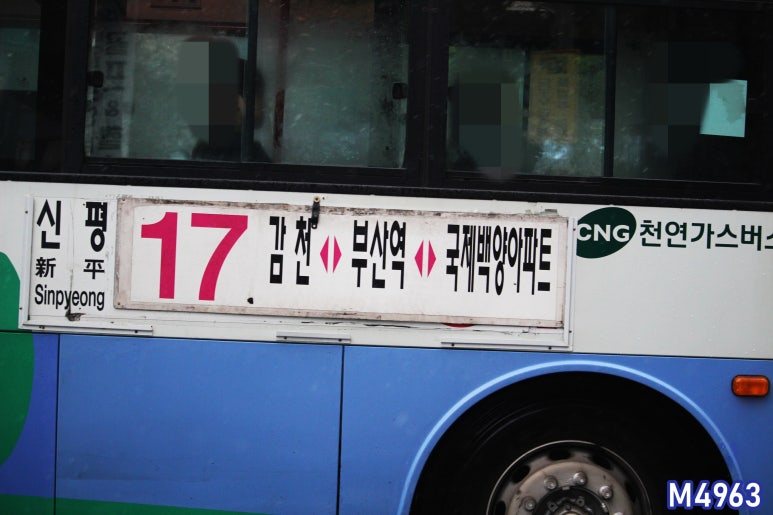 신평
新平
Sinpyeong
17 감천 부산역 국제백양아파트
CNG 천연가스버스
M4963